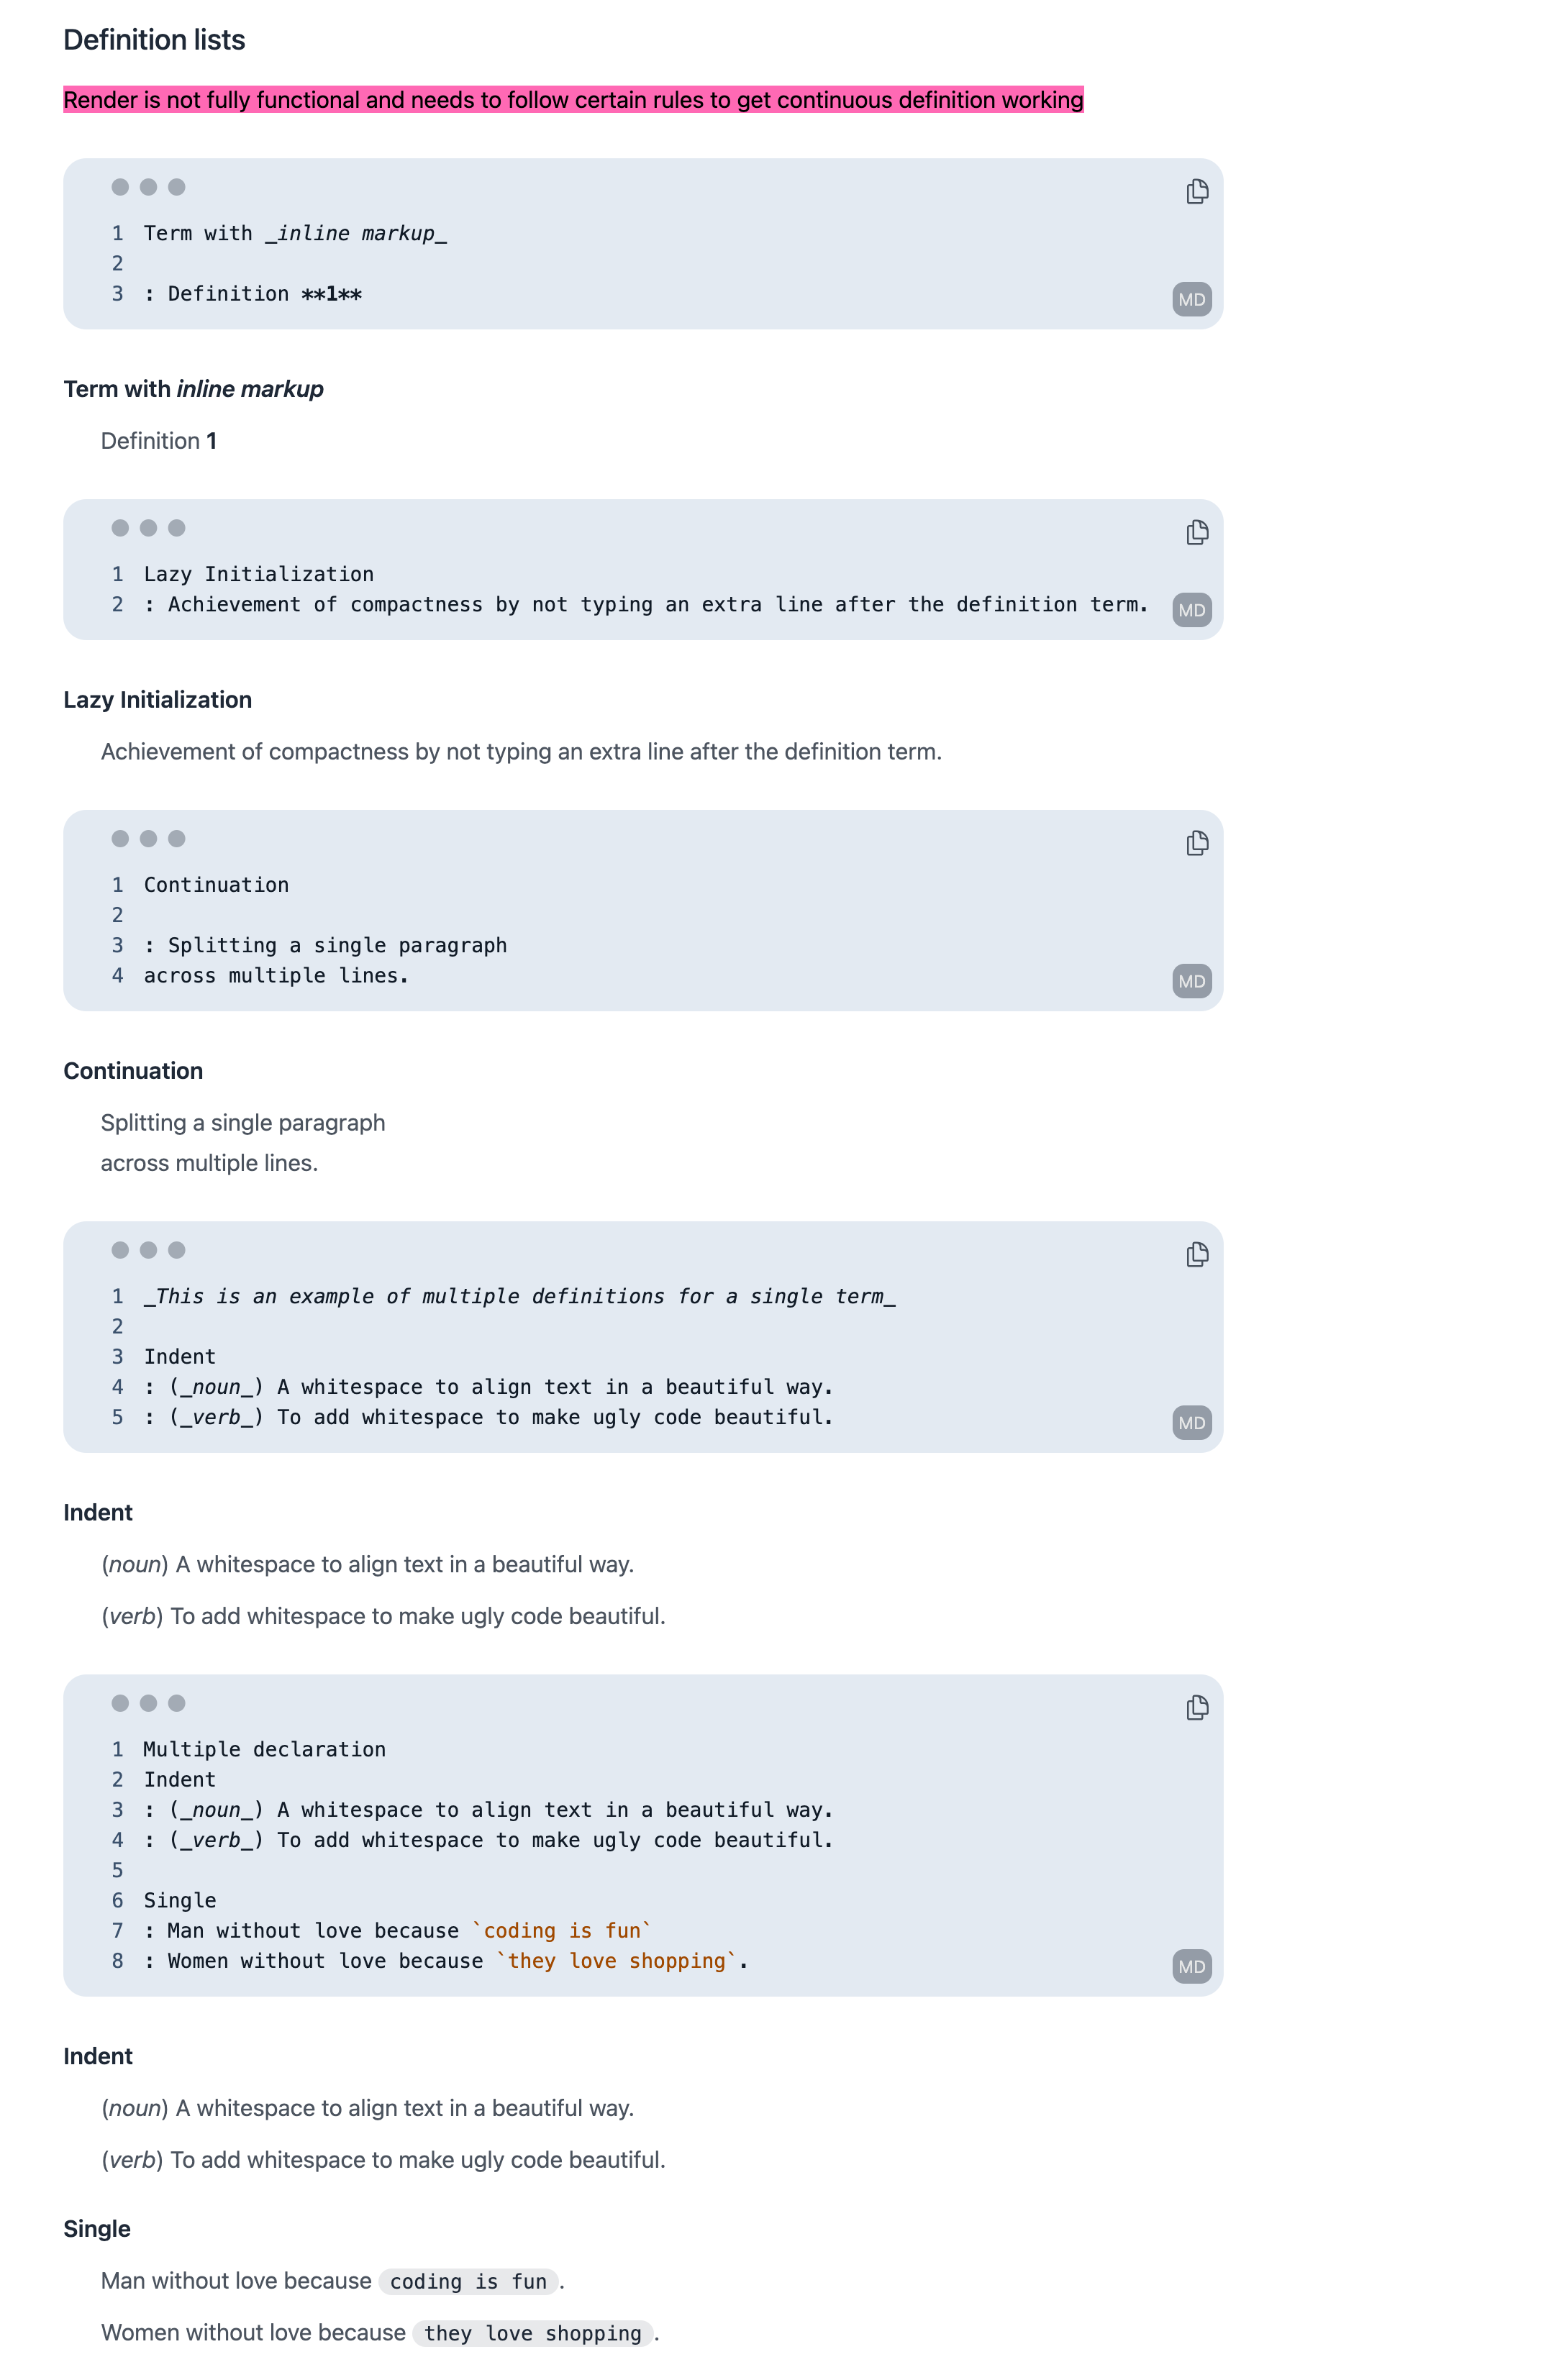 Definition lists
Render is not fully functional and needs to follow certain rules to get continuous definition working
1 Term with _inline markup_
2
3 : Definition **1**
MD
Term with inline markup
Definition 1
1 Lazy Initialization
2 : Achievement of compactness by not typing an extra line after the definition term.
MD
Lazy Initialization
Achievement of compactness by not typing an extra line after the definition term.
1 Continuation
2
3 : Splitting a single paragraph
4 across multiple lines.
MD
Continuation
Splitting a single paragraph
across multiple lines.
1 _This is an example of multiple definitions for a single term_
2
3 Indent
4 : (_noun_) A whitespace to align text in a beautiful way.
5 : (_verb_) To add whitespace to make ugly code beautiful.
MD
Indent
(noun) A whitespace to align text in a beautiful way.
(verb) To add whitespace to make ugly code beautiful.
1 Multiple declaration
2 Indent
3 : (_noun_) A whitespace to align text in a beautiful way.
4 : (_verb_) To add whitespace to make ugly code beautiful.
5
6 Single
7 : Man without love because `coding is fun`
8 : Women without love because `they love shopping`.
MD
Indent
(noun) A whitespace to align text in a beautiful way.
(verb) To add whitespace to make ugly code beautiful.
Single
Man without love because coding is fun.
Women without love because they love shopping.